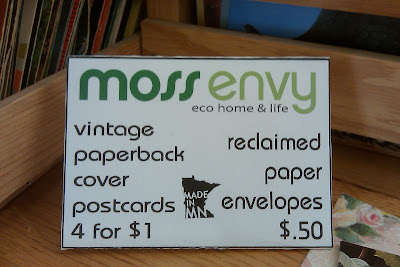 moss envy
eco home & life
vintage
paperback
cover
postcards
4 for $1
MADE
IN
MN
reclaimed
paper
envelopes
$.50